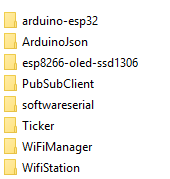 arduino-esp32
ArduinoJson
esp8266-oled-ssd1306
PubSubClient
softwareserial
Ticker
WiFiManager
WifiStation